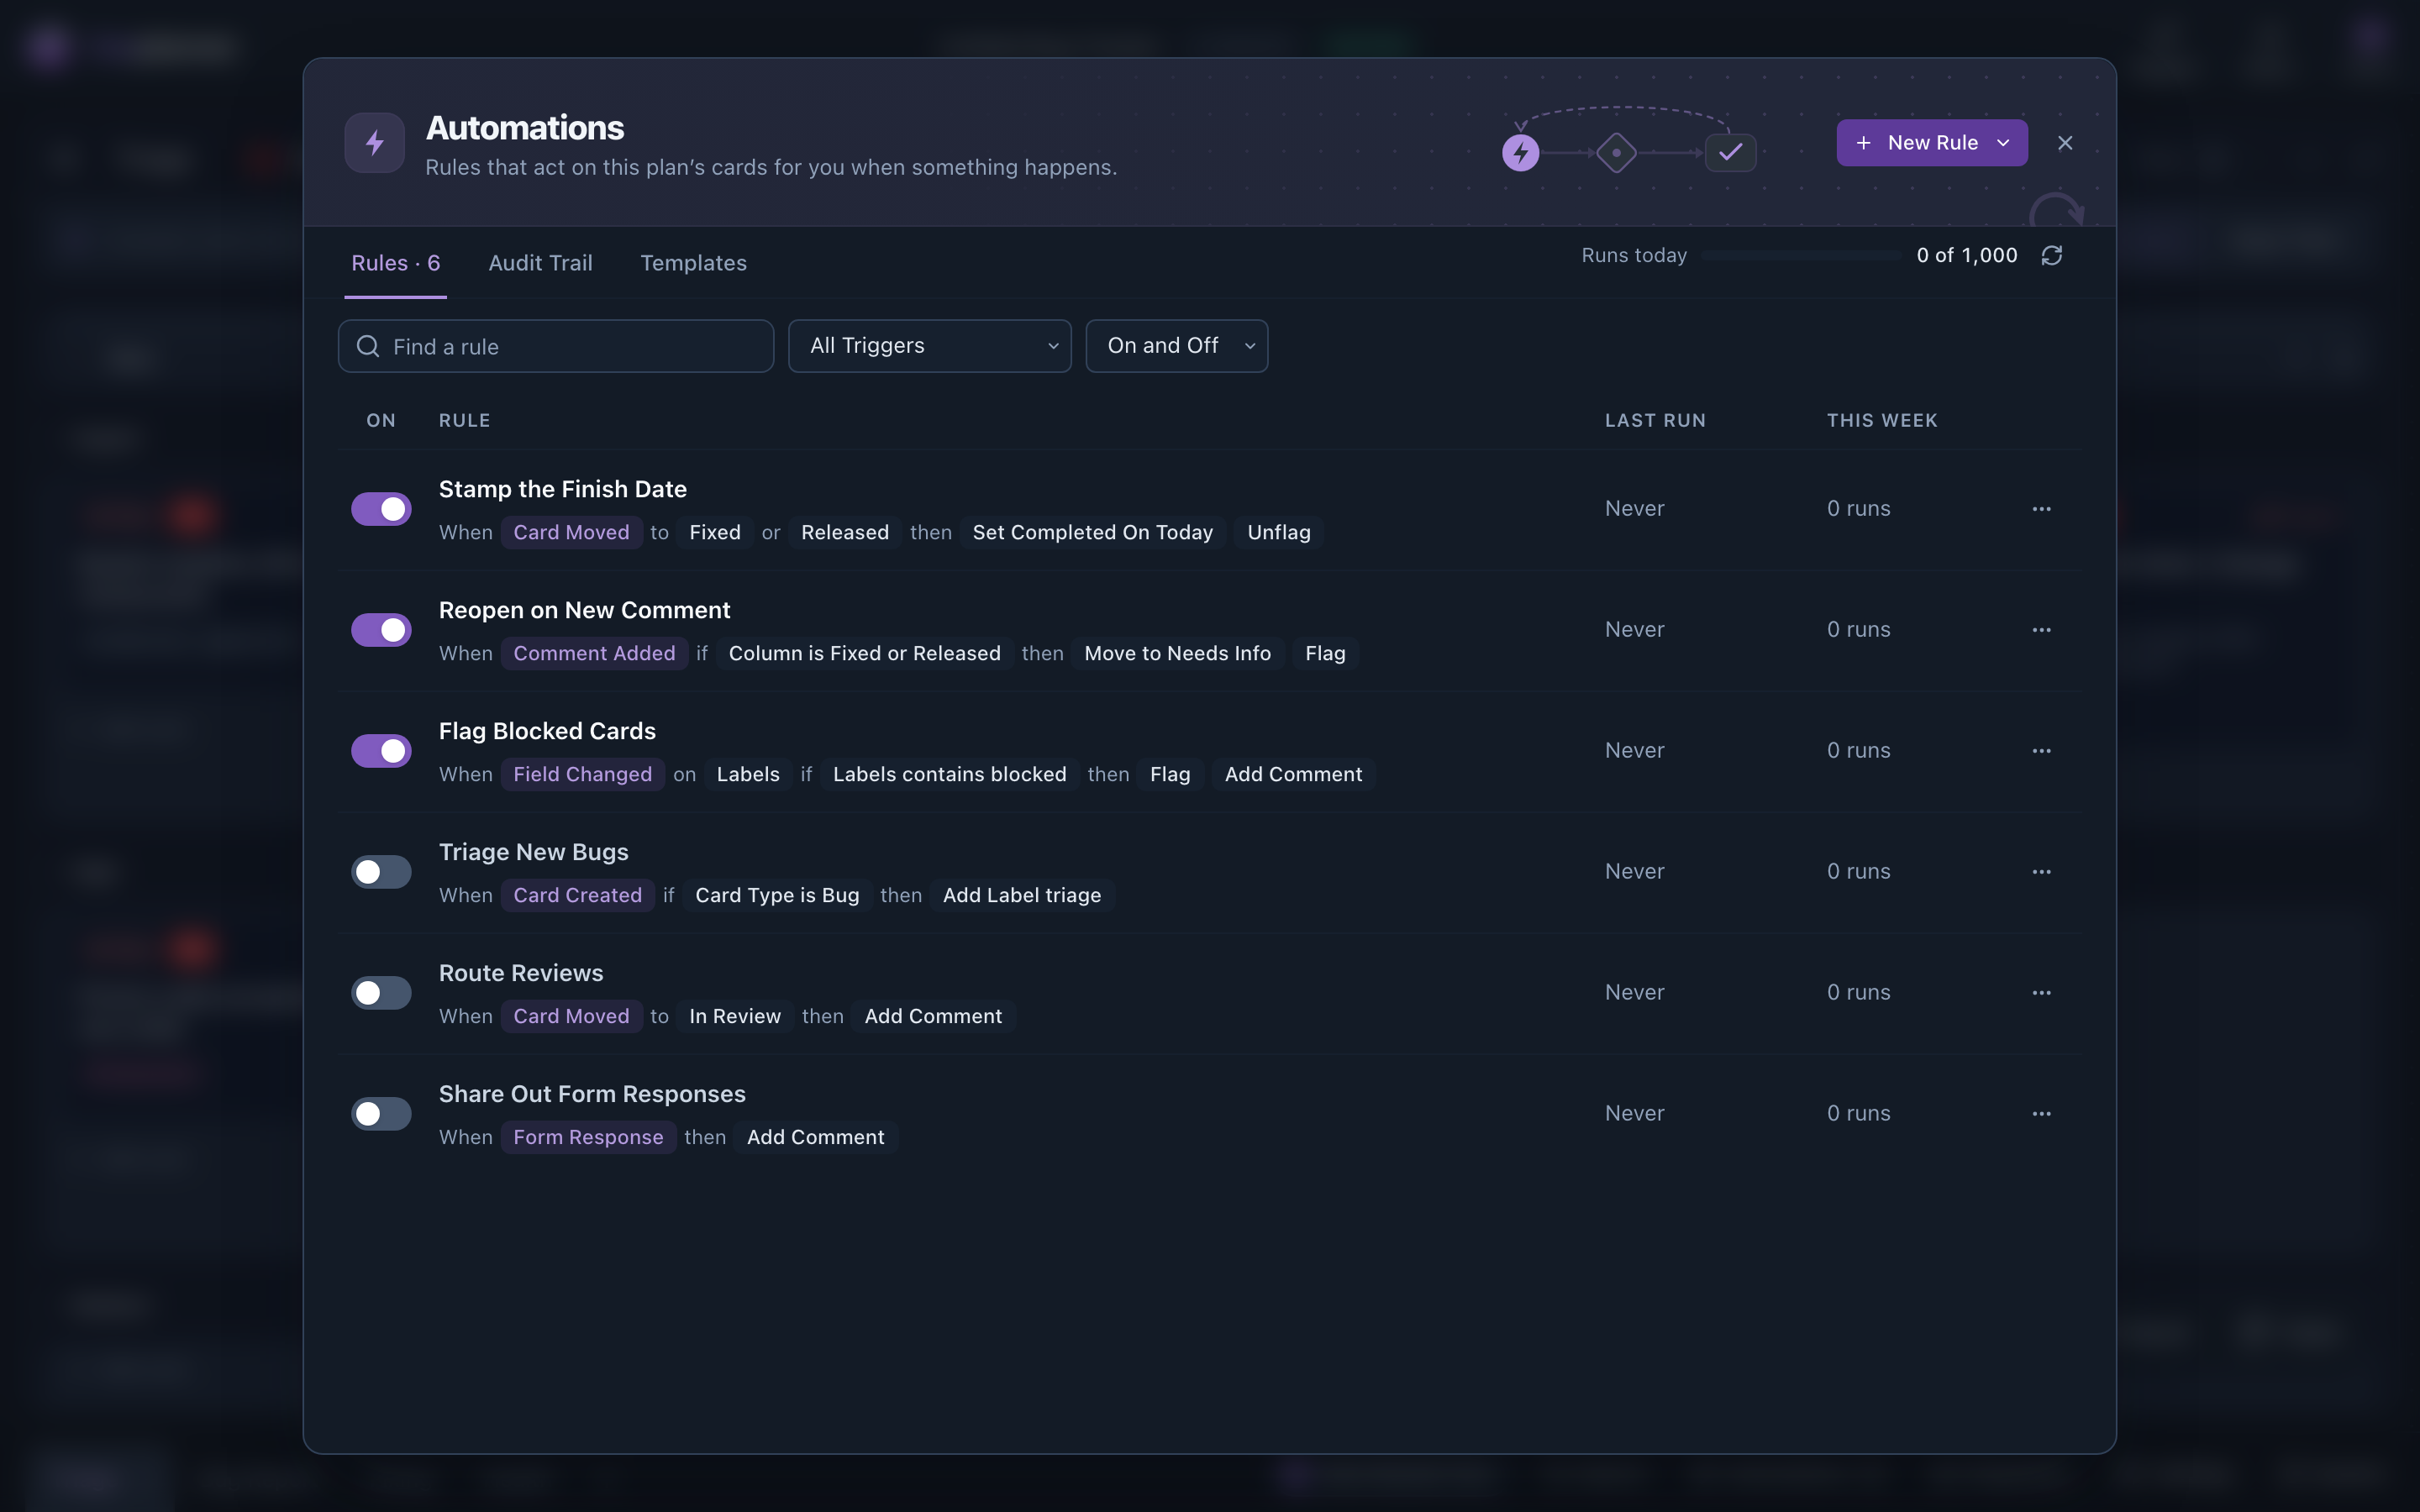 Automations
Rules that act on this plan’s cards for you when something happens.
New Rule
Rules · 6 Audit Trail Templates Runs today 0 of 1,000
Find a rule All Triggers On and Off
ON RULE LAST RUN THIS WEEK
Stamp the Finish Date
When Card Moved to Fixed or Released then Set Completed On Today Unflag
Never 0 runs
Reopen on New Comment
When Comment Added if Column is Fixed or Released then Move to Needs Info Flag
Never 0 runs
Flag Blocked Cards
When Field Changed on Labels if Labels contains blocked then Flag Add Comment
Never 0 runs
Triage New Bugs
When Card Created if Card Type is Bug then Add Label triage
Never 0 runs
Route Reviews
When Card Moved to In Review then Add Comment
Never 0 runs
Share Out Form Responses
When Form Response then Add Comment
Never 0 runs